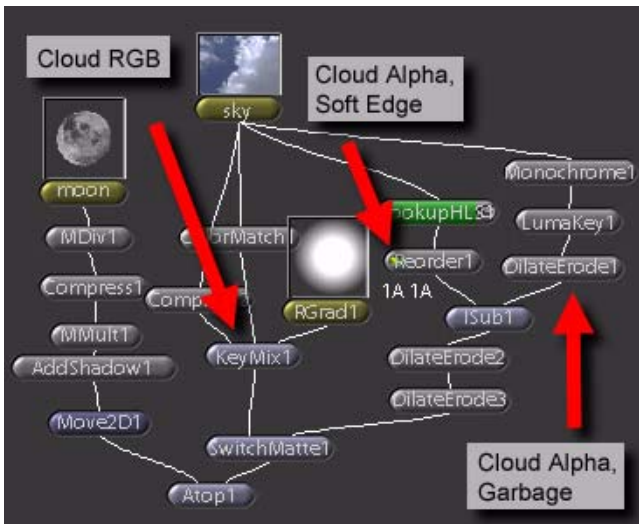 Cloud RGB
Cloud Alpha,
Soft Edge
sky
moon
Monochrome1
MDiv1
LumaKey1
Reorder1
DilateErode1
1A 1A
Compress1
RGrad1
ISub1
MMult1
KeyMix1
DilateErode2
AddShadow1
DilateErode3
Move2D1
SwitchMatte1
Cloud Alpha,
Garbage
Atop1